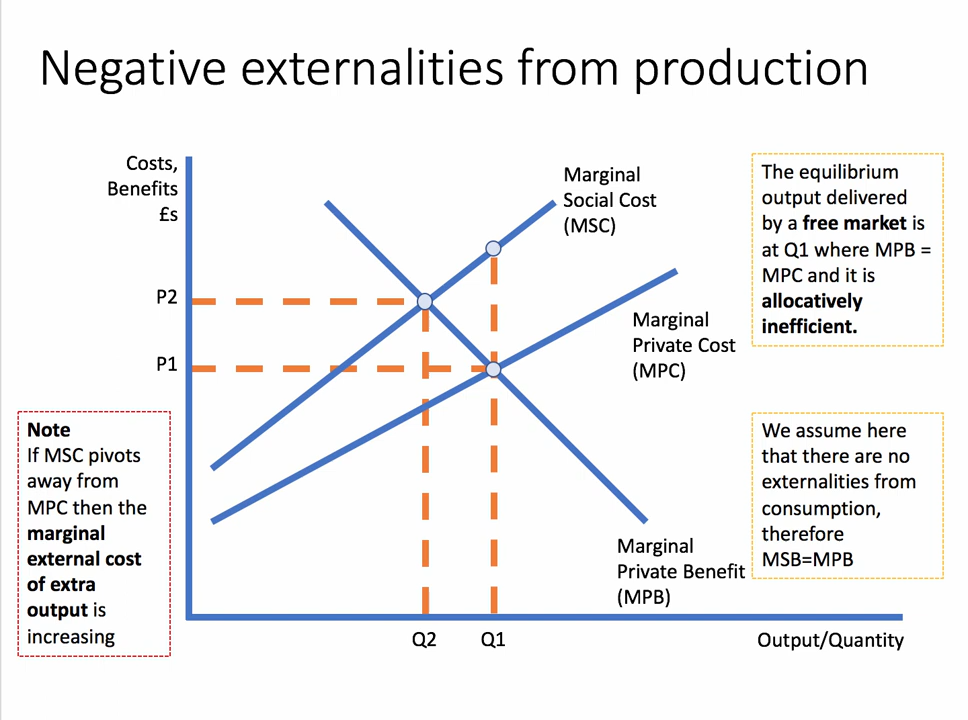 Negative externalities from production
Costs,
Benefits
£s
Marginal
Social Cost
(MSC)
The equilibrium
output delivered
by a free market is
at Q1 where MPB =
MPC and it is
allocatively
inefficient.
P2
Marginal
Private Cost
(MPC)
P1
Note
If MSC pivots
away from
MPC then the
marginal
external cost
of extra
output is
increasing
We assume here
that there are no
externalities from
consumption,
therefore
MSB=MPB
Marginal
Private Benefit
(MPB)
Q2
Q1
Output/Quantity